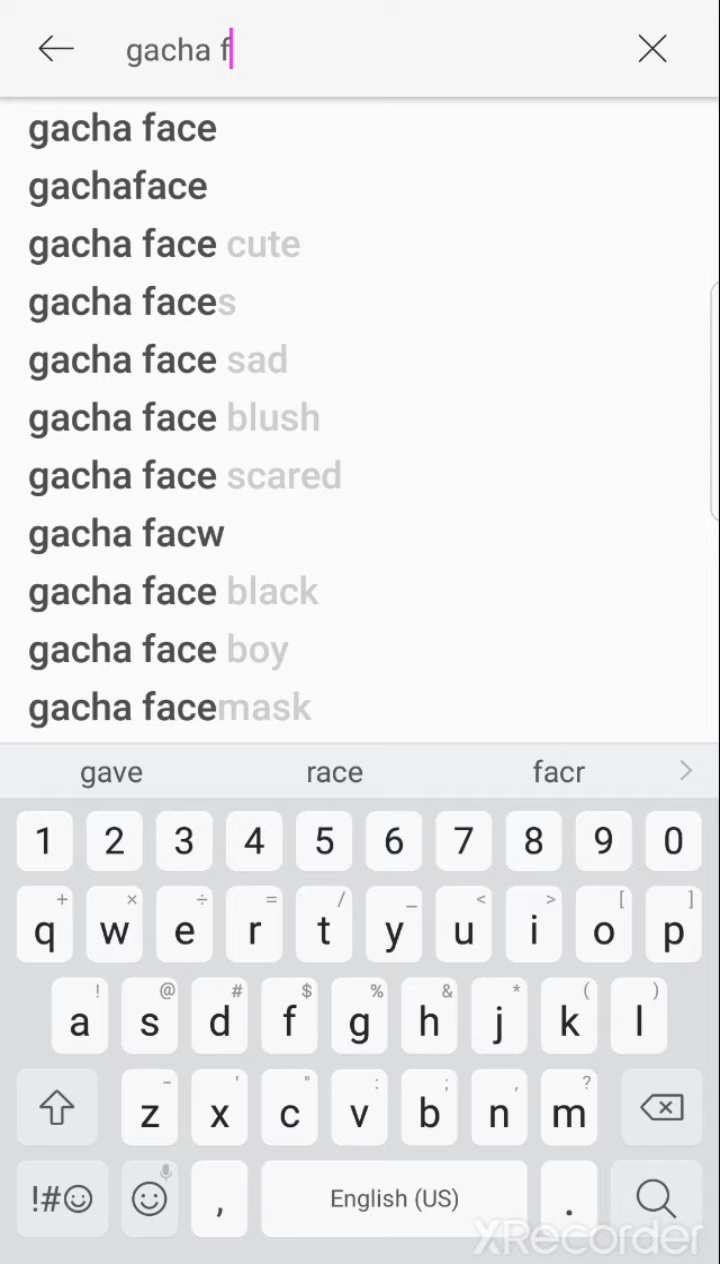 gacha f
gacha face
gachaface
gacha face cute
gacha faces
gacha face sad
gacha face blush
gacha face scared
gacha facw
gacha face black
gacha face boy
gacha facemask
gave race facr
1 2 3 4 5 6 7 8 9 0
+ × ÷ = / _ < > [ ]
q w e r t y u i o p
! @ # $ % & * ( )
a s d f g h j k l
- ' " : ; , ?
z x c v b n m
!#☺ , English (US) .
XRecorder